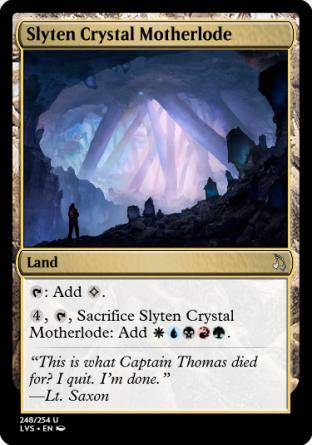 Slyten Crystal Motherlode
Land
: Add .
4, , Sacrifice Slyten Crystal
Motherlode: Add .
“This is what Captain Thomas died
for? I quit. I’m done.”
—Lt. Saxon
248/254 U
LVS • EN